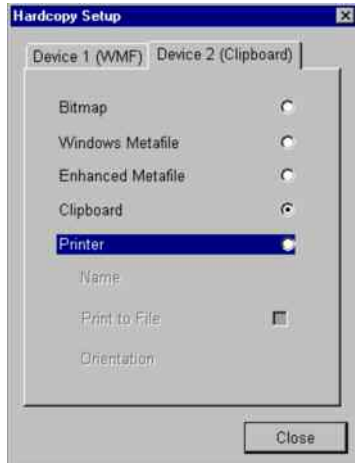 Hardcopy Setup
Device 1 (WMF) Device 2 (Clipboard)
Bitmap
Windows Metafile
Enhanced Metafile
Clipboard
Printer
Name
Print to File
Orientation
Close